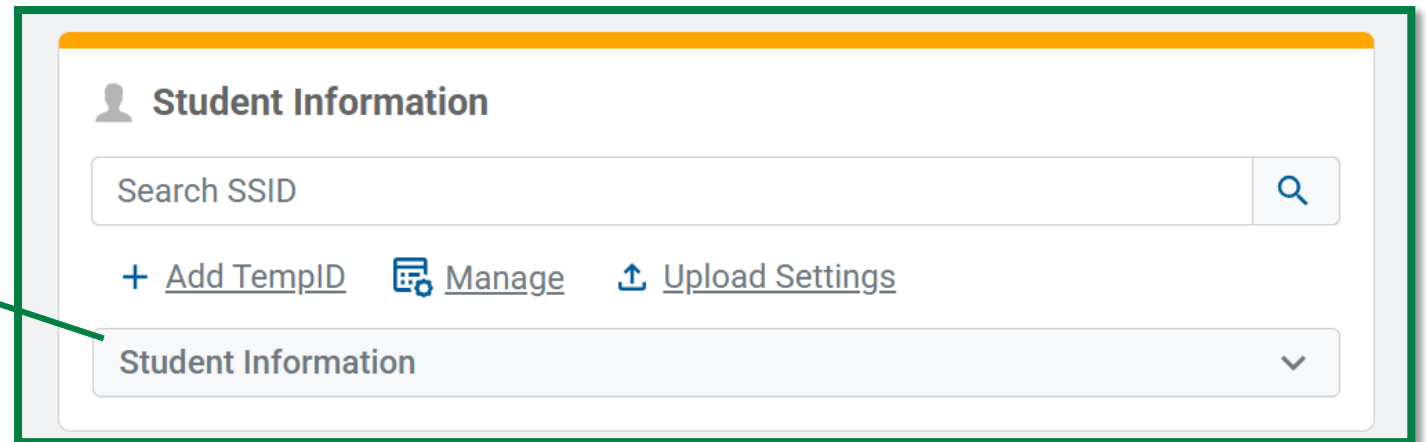 Student Information
Search SSID
Add TempID Manage Upload Settings
Student Information